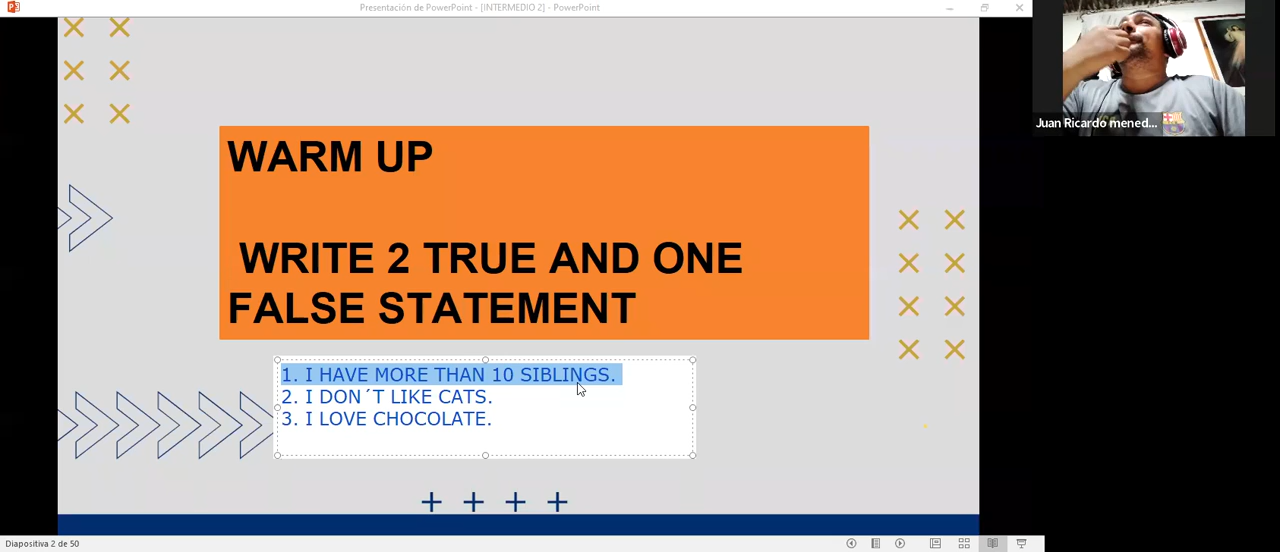 Presentación de PowerPoint - [INTERMEDIO 2] - PowerPoint
WARM UP
WRITE 2 TRUE AND ONE
FALSE STATEMENT
1. I HAVE MORE THAN 10 SIBLINGS.
2. I DON´T LIKE CATS.
3. I LOVE CHOCOLATE.
Juan Ricardo mened...
Diapositiva 2 de 50